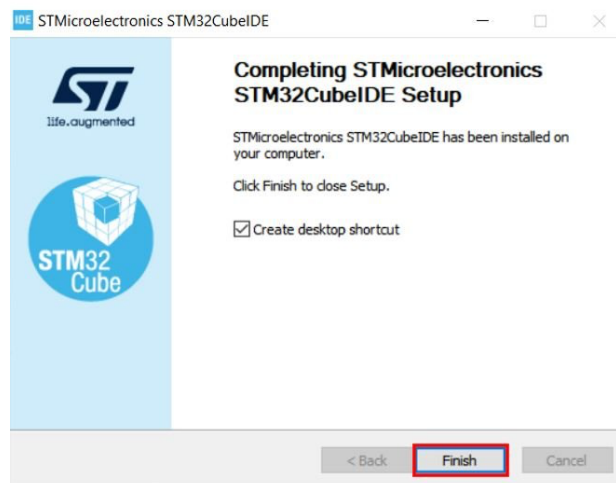 IDE STMicroelectronics STM32CubeIDE
ST
life.augmented
STM32
Cube
Completing STMicroelectronics
STM32CubeIDE Setup
STMicroelectronics STM32CubeIDE has been installed on
your computer.
Click Finish to close Setup.
Create desktop shortcut
< Back
Finish
Cancel